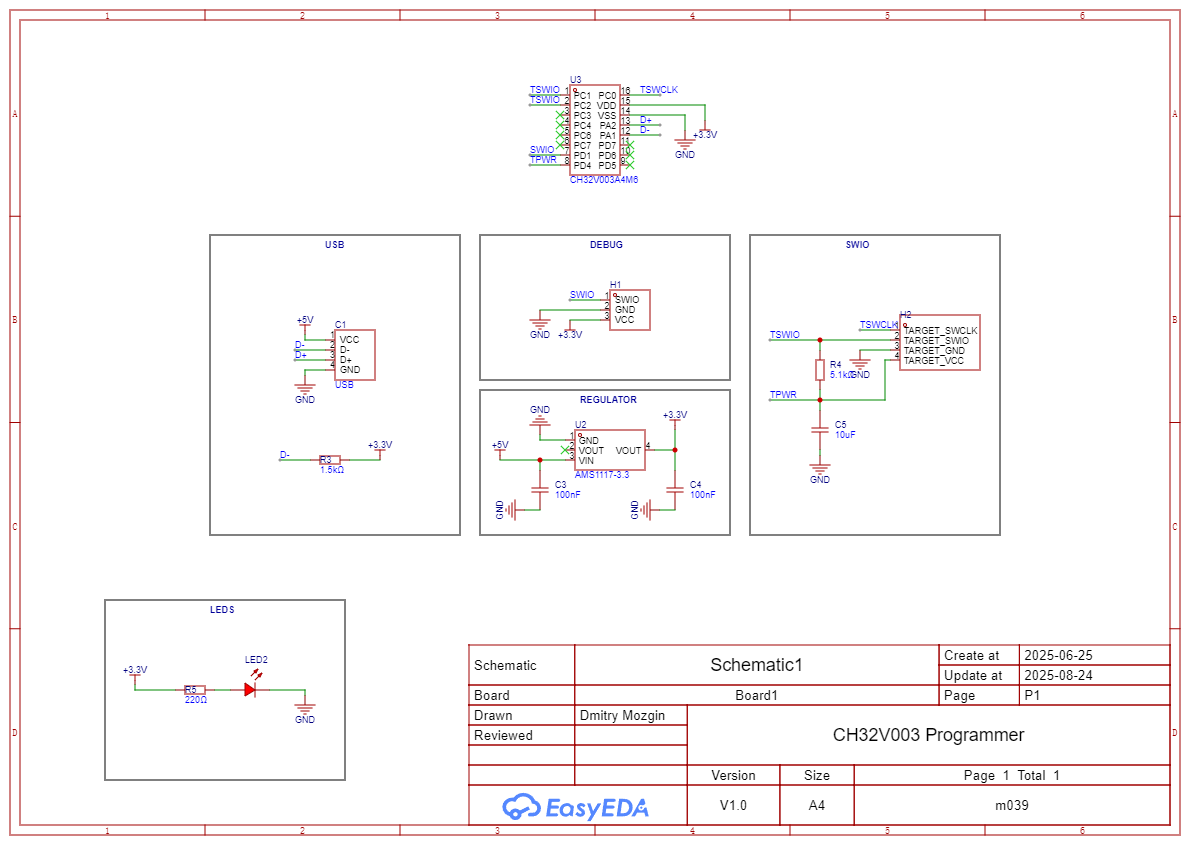 1 2 3 4 5 6
A A
B B
C C
D D
U3
TSWIO 1 PC1 PC0 16 TSWCLK
TSWIO 2 PC2 VDD 15
3 PC3 VSS 14
4 PC4 PA2 13 D+
5 PC6 PA1 12 D-
6 PC7 PD7 11
SWIO 7 PD1 PD6 10
TPWR 8 PD4 PD5 9
CH32V003A4M6
GND
+3.3V
USB
+5V
C1
1 VCC
D- 2 D-
D+ 3 D+
4 GND
USB
GND
D-
R3
1.5kΩ
+3.3V
DEBUG
H1
SWIO 1 SWIO
2 GND
3 VCC
GND
+3.3V
REGULATOR
GND
+3.3V
U2
+5V
1 GND
2 VOUT VOUT 4
3 VIN
AMS1117-3.3
C3
100nF
C4
100nF
GND
GND
SWIO
H2
TSWCLK 1 TARGET_SWCLK
TSWIO 2 TARGET_SWIO
3 TARGET_GND
4 TARGET_VCC
R4
5.1kΩ
GND
TPWR
C5
10uF
GND
LEDS
+3.3V
R5
220Ω
LED2
GND
Schematic Schematic1
Create at 2025-06-25
Update at 2025-08-24
Board Board1
Page P1
Drawn Dmitry Mozgin
Reviewed
CH32V003 Programmer
Version Size Page 1 Total 1
EasyEDA V1.0 A4 m039
1 2 3 4 5 6